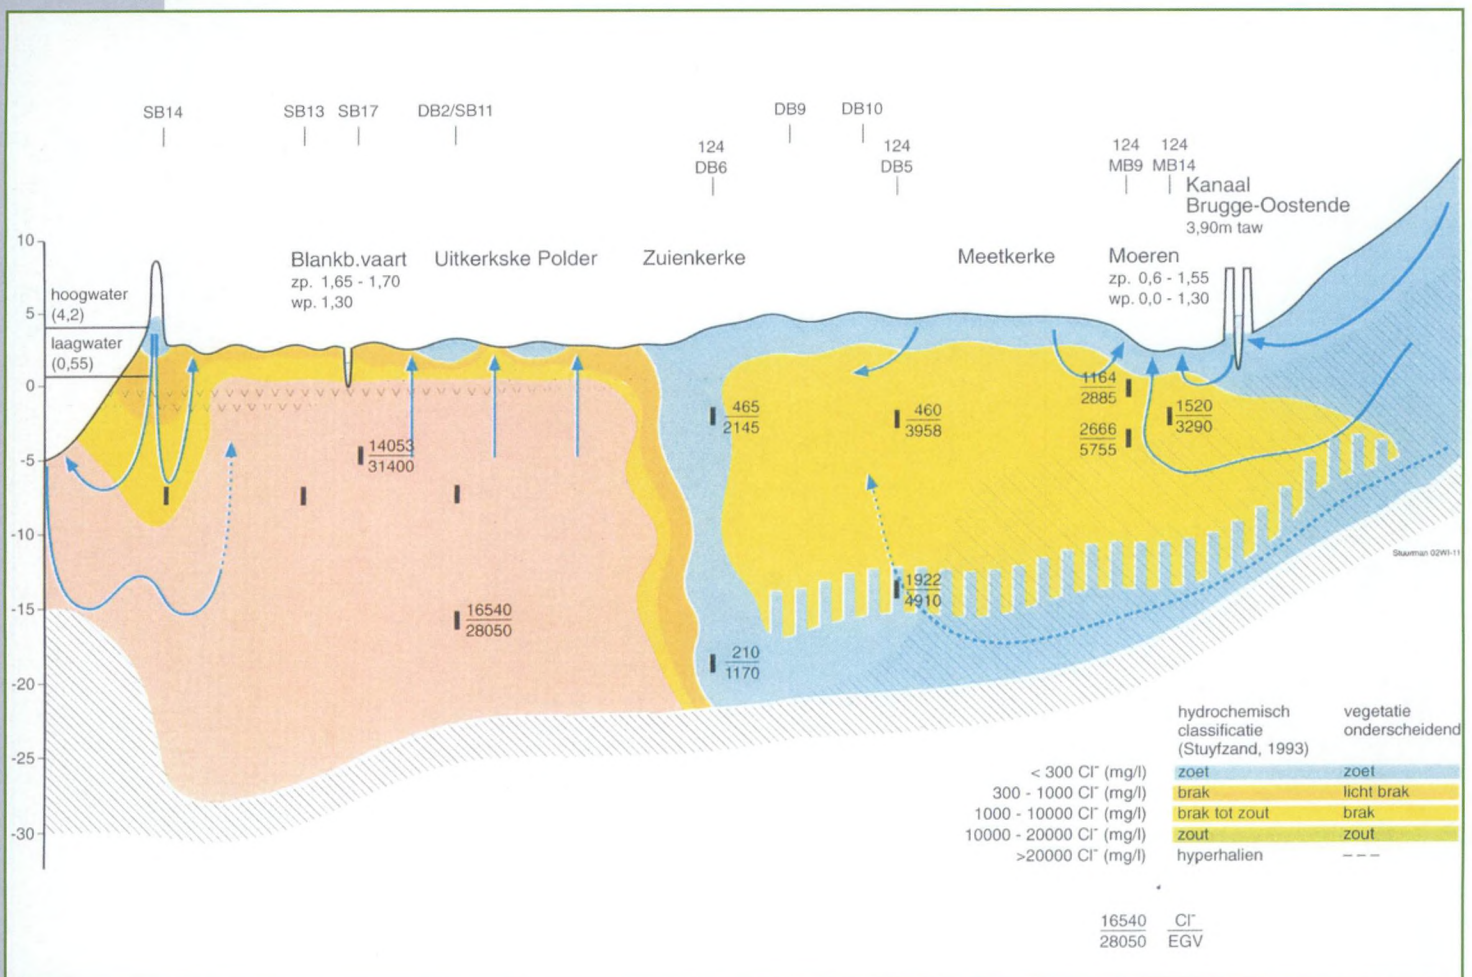 SB14
SB13
SB17
DB2/SB11
DB9
DB10
124
DB6
124
DB5
124
MB9
124
MB14
Kanaal
Brugge-Oostende
3,90m taw
Blankb.vaart
zp. 1,65 - 1,70
wp. 1,30
Uitkerkske Polder
Zuienkerke
Meetkerke
Moeren
zp. 0,6 - 1,55
wp. 0,0 - 1,30
hoogwater
(4,2)
laagwater
(0,55)
10
5
0
-5
-10
-15
-20
-25
-30
14053
31400
16540
28050
465
2145
210
1170
460
3958
1922
4910
1164
2885
2666
5755
1520
3290
Stuurman 02WI-11
hydrochemisch
classificatie
(Stuyfzand, 1993)
vegetatie
onderscheidend
< 300 Cl⁻ (mg/l) zoet zoet
300 - 1000 Cl⁻ (mg/l) brak licht brak
1000 - 10000 Cl⁻ (mg/l) brak tot zout brak
10000 - 20000 Cl⁻ (mg/l) zout zout
>20000 Cl⁻ (mg/l) hyperhalien ---
16540 Cl⁻
28050 EGV